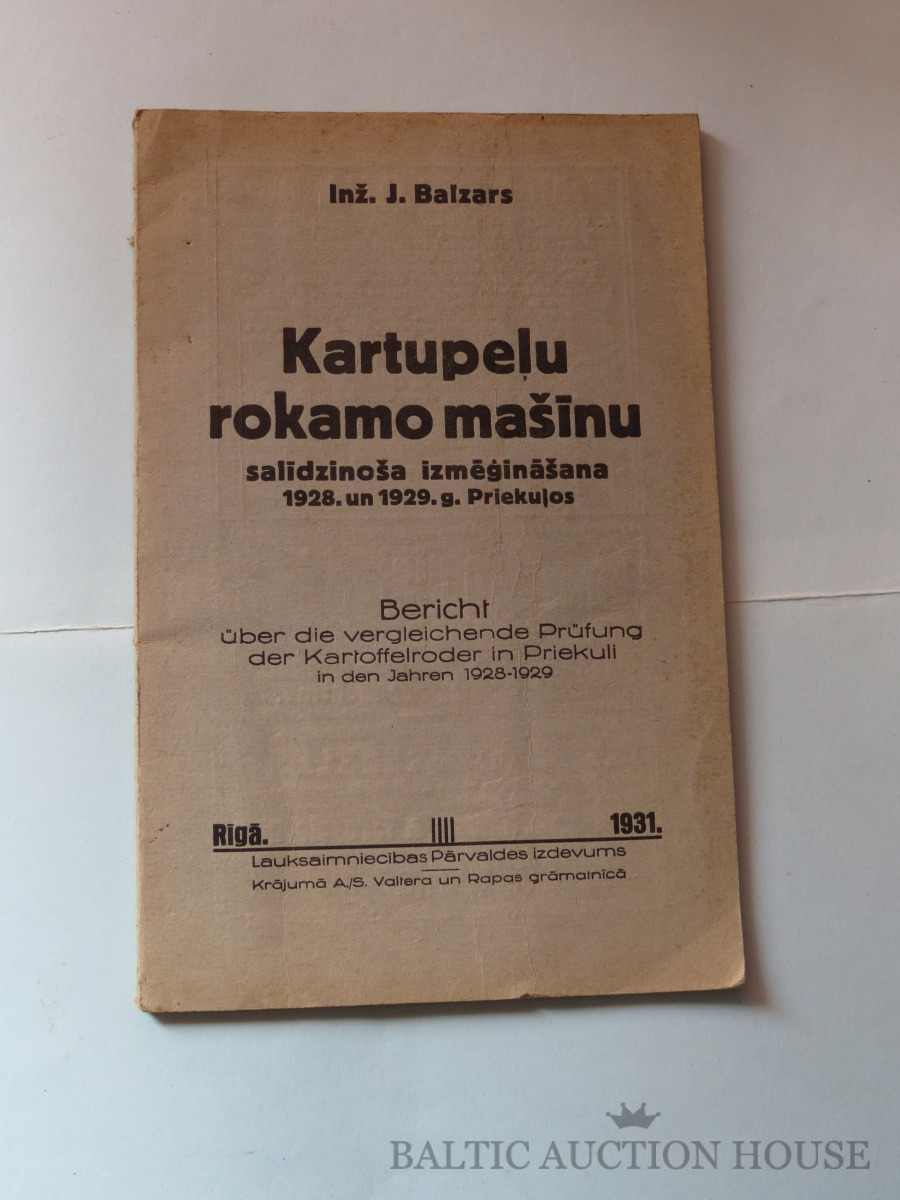 Inž. J. Balzars
Kartupeļu
rokamo mašīnu
salīdzinoša izmēģināšana
1928. un 1929. g. Priekuļos
Bericht
über die vergleichende Prüfung
der Kartoffelroder in Priekuli
in den Jahren 1928-1929
Rīgā. 1931.
Lauksaimniecības Pārvaldes izdevums
Krājumā A./S. Valtera un Rapas grāmatnīcā
BALTIC AUCTION HOUSE